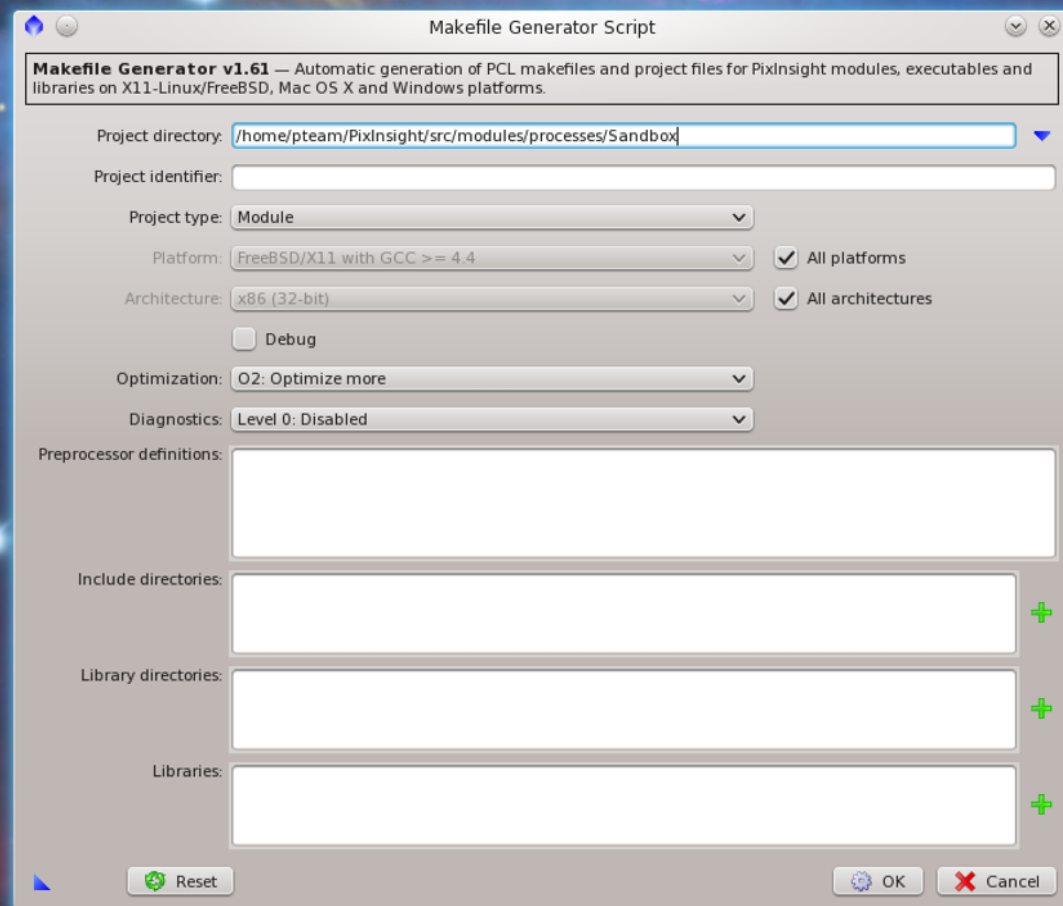 Makefile Generator Script
Makefile Generator v1.61 — Automatic generation of PCL makefiles and project files for PixInsight modules, executables and
libraries on X11-Linux/FreeBSD, Mac OS X and Windows platforms.
Project directory: /home/pteam/PixInsight/src/modules/processes/Sandbox
Project identifier:
Project type: Module
Platform: FreeBSD/X11 with GCC >= 4.4 All platforms
Architecture: x86 (32-bit) All architectures
Debug
Optimization: O2: Optimize more
Diagnostics: Level 0: Disabled
Preprocessor definitions:
Include directories:
Library directories:
Libraries:
Reset OK Cancel